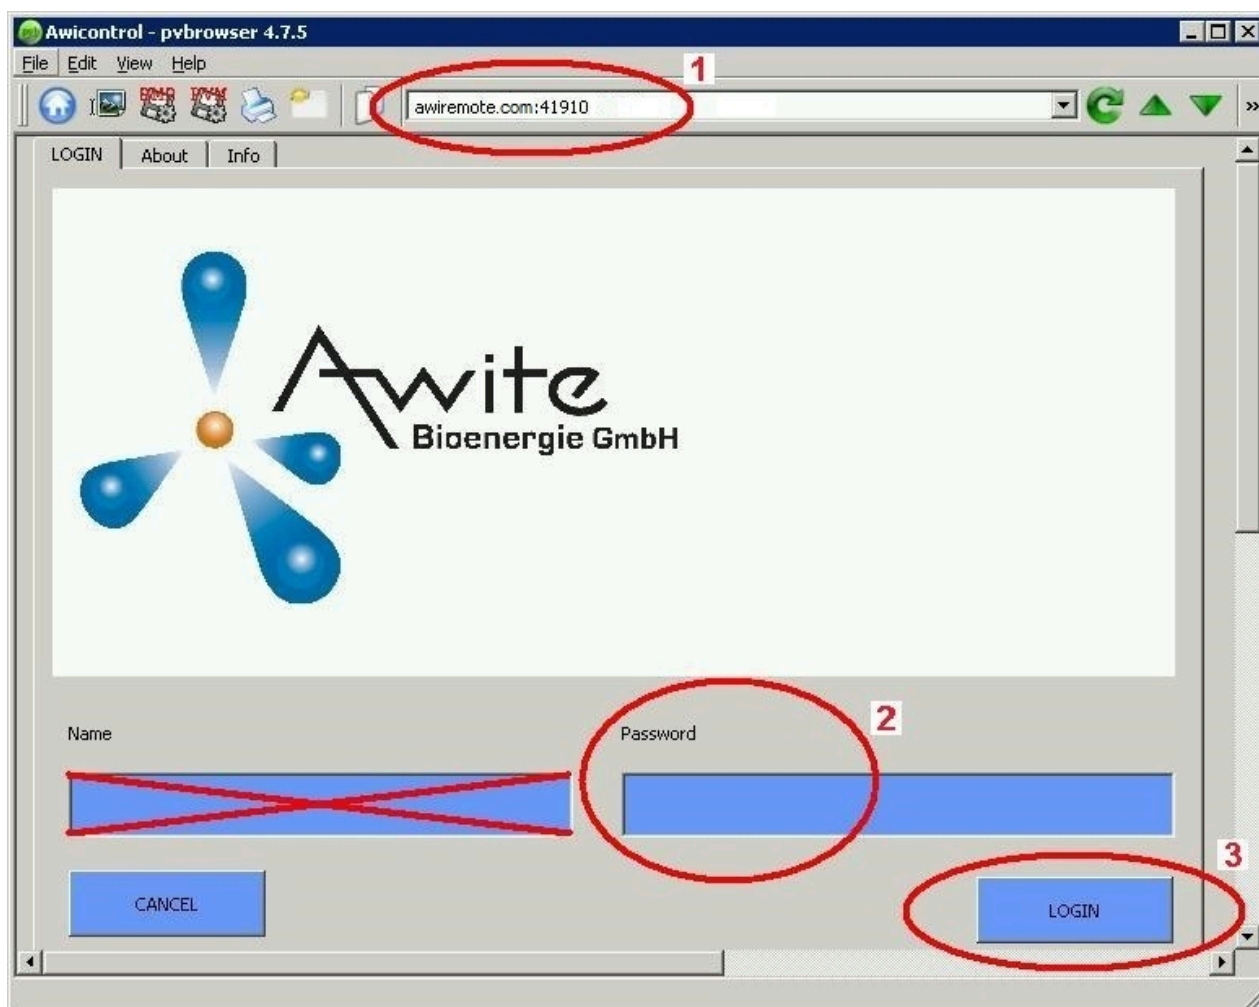 Awicontrol - pvbrowser 4.7.5
File Edit View Help
1
awiremote.com:41910
»
LOGIN About Info
Awite
Bioenergie GmbH
2
Name Password
3
CANCEL LOGIN